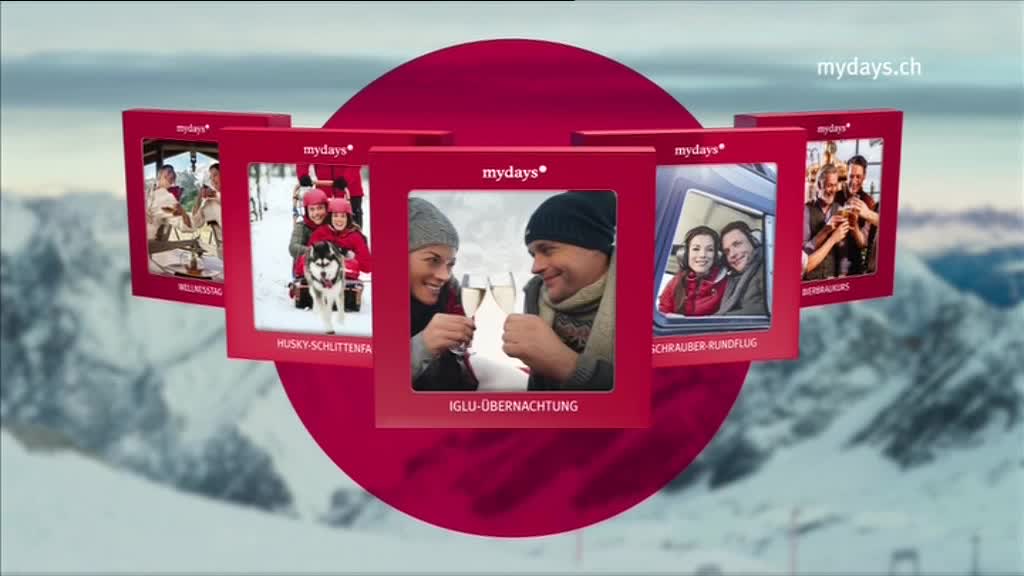 mydays.ch
mydays
WELLNESSTAG
mydays
HUSKY-SCHLITTENFA
mydays
IGLU-ÜBERNACHTUNG
mydays
SCHRAUBER-RUNDFLUG
mydays
BIERBRAUKURS